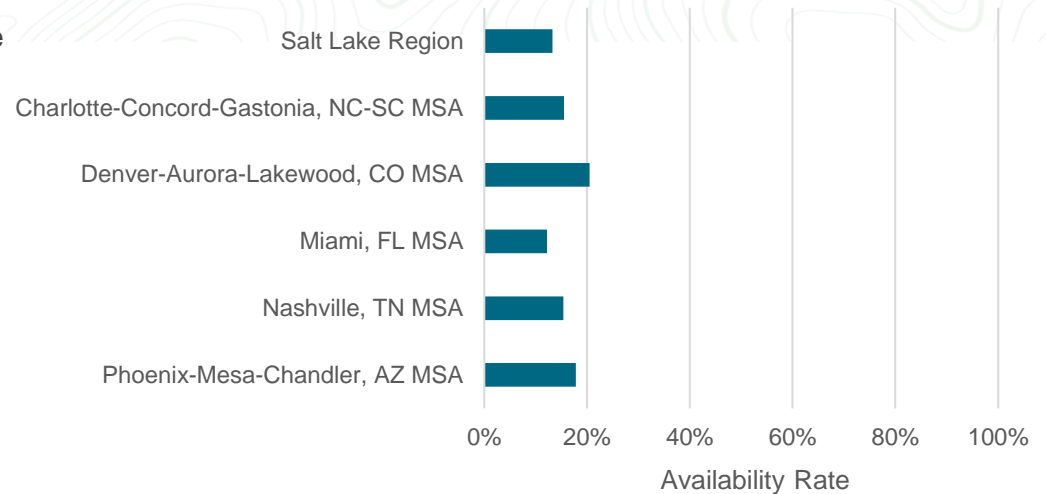 Salt Lake Region
Charlotte-Concord-Gastonia, NC-SC MSA
Denver-Aurora-Lakewood, CO MSA
Miami, FL MSA
Nashville, TN MSA
Phoenix-Mesa-Chandler, AZ MSA
0% 20% 40% 60% 80% 100%
Availability Rate